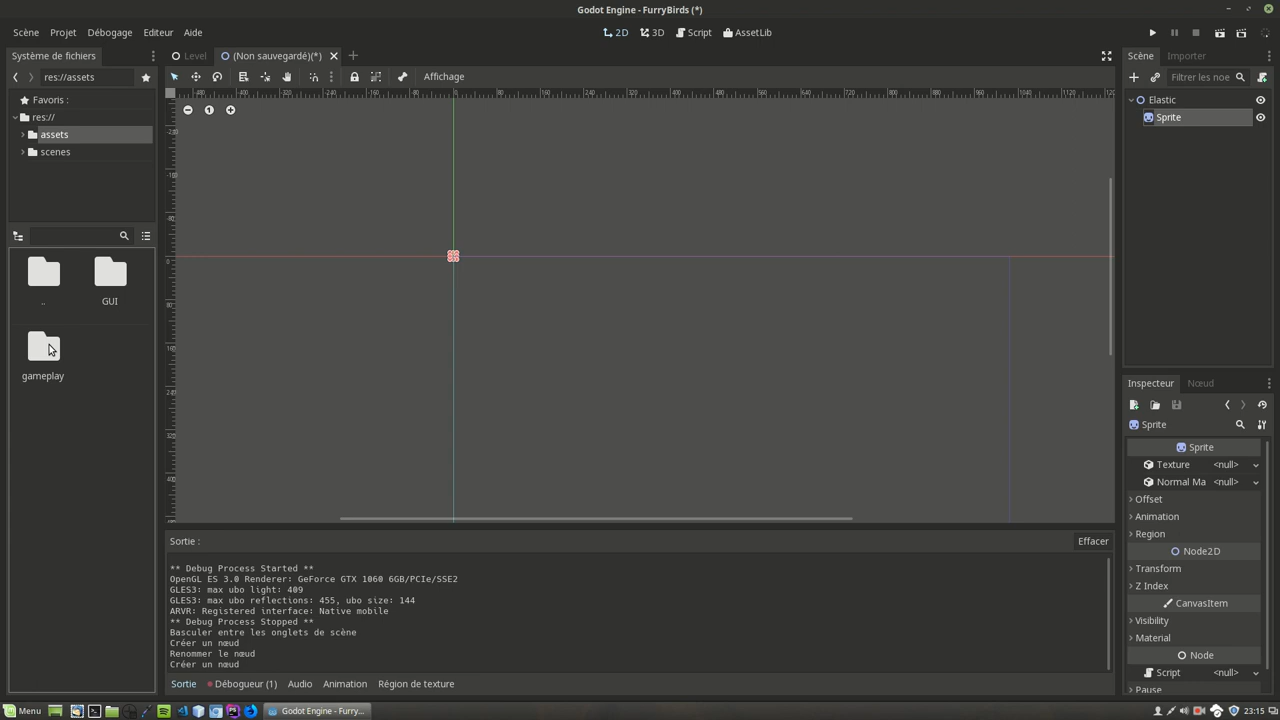 Godot Engine - FurryBirds (*)
Scène Projet Débogage Editeur Aide
2D 3D Script AssetLib
Système de fichiers
Level (Non sauvegardé)(*)
Scène Importer
res://assets
Affichage
Filtrer les noe
Favoris :
res://
assets
scenes
Elastic
Sprite
..
GUI
gameplay
Inspecteur Nœud
Sprite
Sprite
Texture <null>
Normal Ma <null>
Offset
Animation
Region
Node2D
Transform
Z Index
CanvasItem
Visibility
Material
Node
Script <null>
Pause
Sortie :
Effacer
** Debug Process Started **
OpenGL ES 3.0 Renderer: GeForce GTX 1060 6GB/PCIe/SSE2
GLES3: max ubo light: 409
GLES3: max ubo reflections: 455, ubo size: 144
ARVR: Registered interface: Native mobile
** Debug Process Stopped **
Basculer entre les onglets de scène
Créer un nœud
Renommer le nœud
Créer un nœud
Sortie Débogueur (1) Audio Animation Région de texture
Menu
Godot Engine - Furry...
23:15